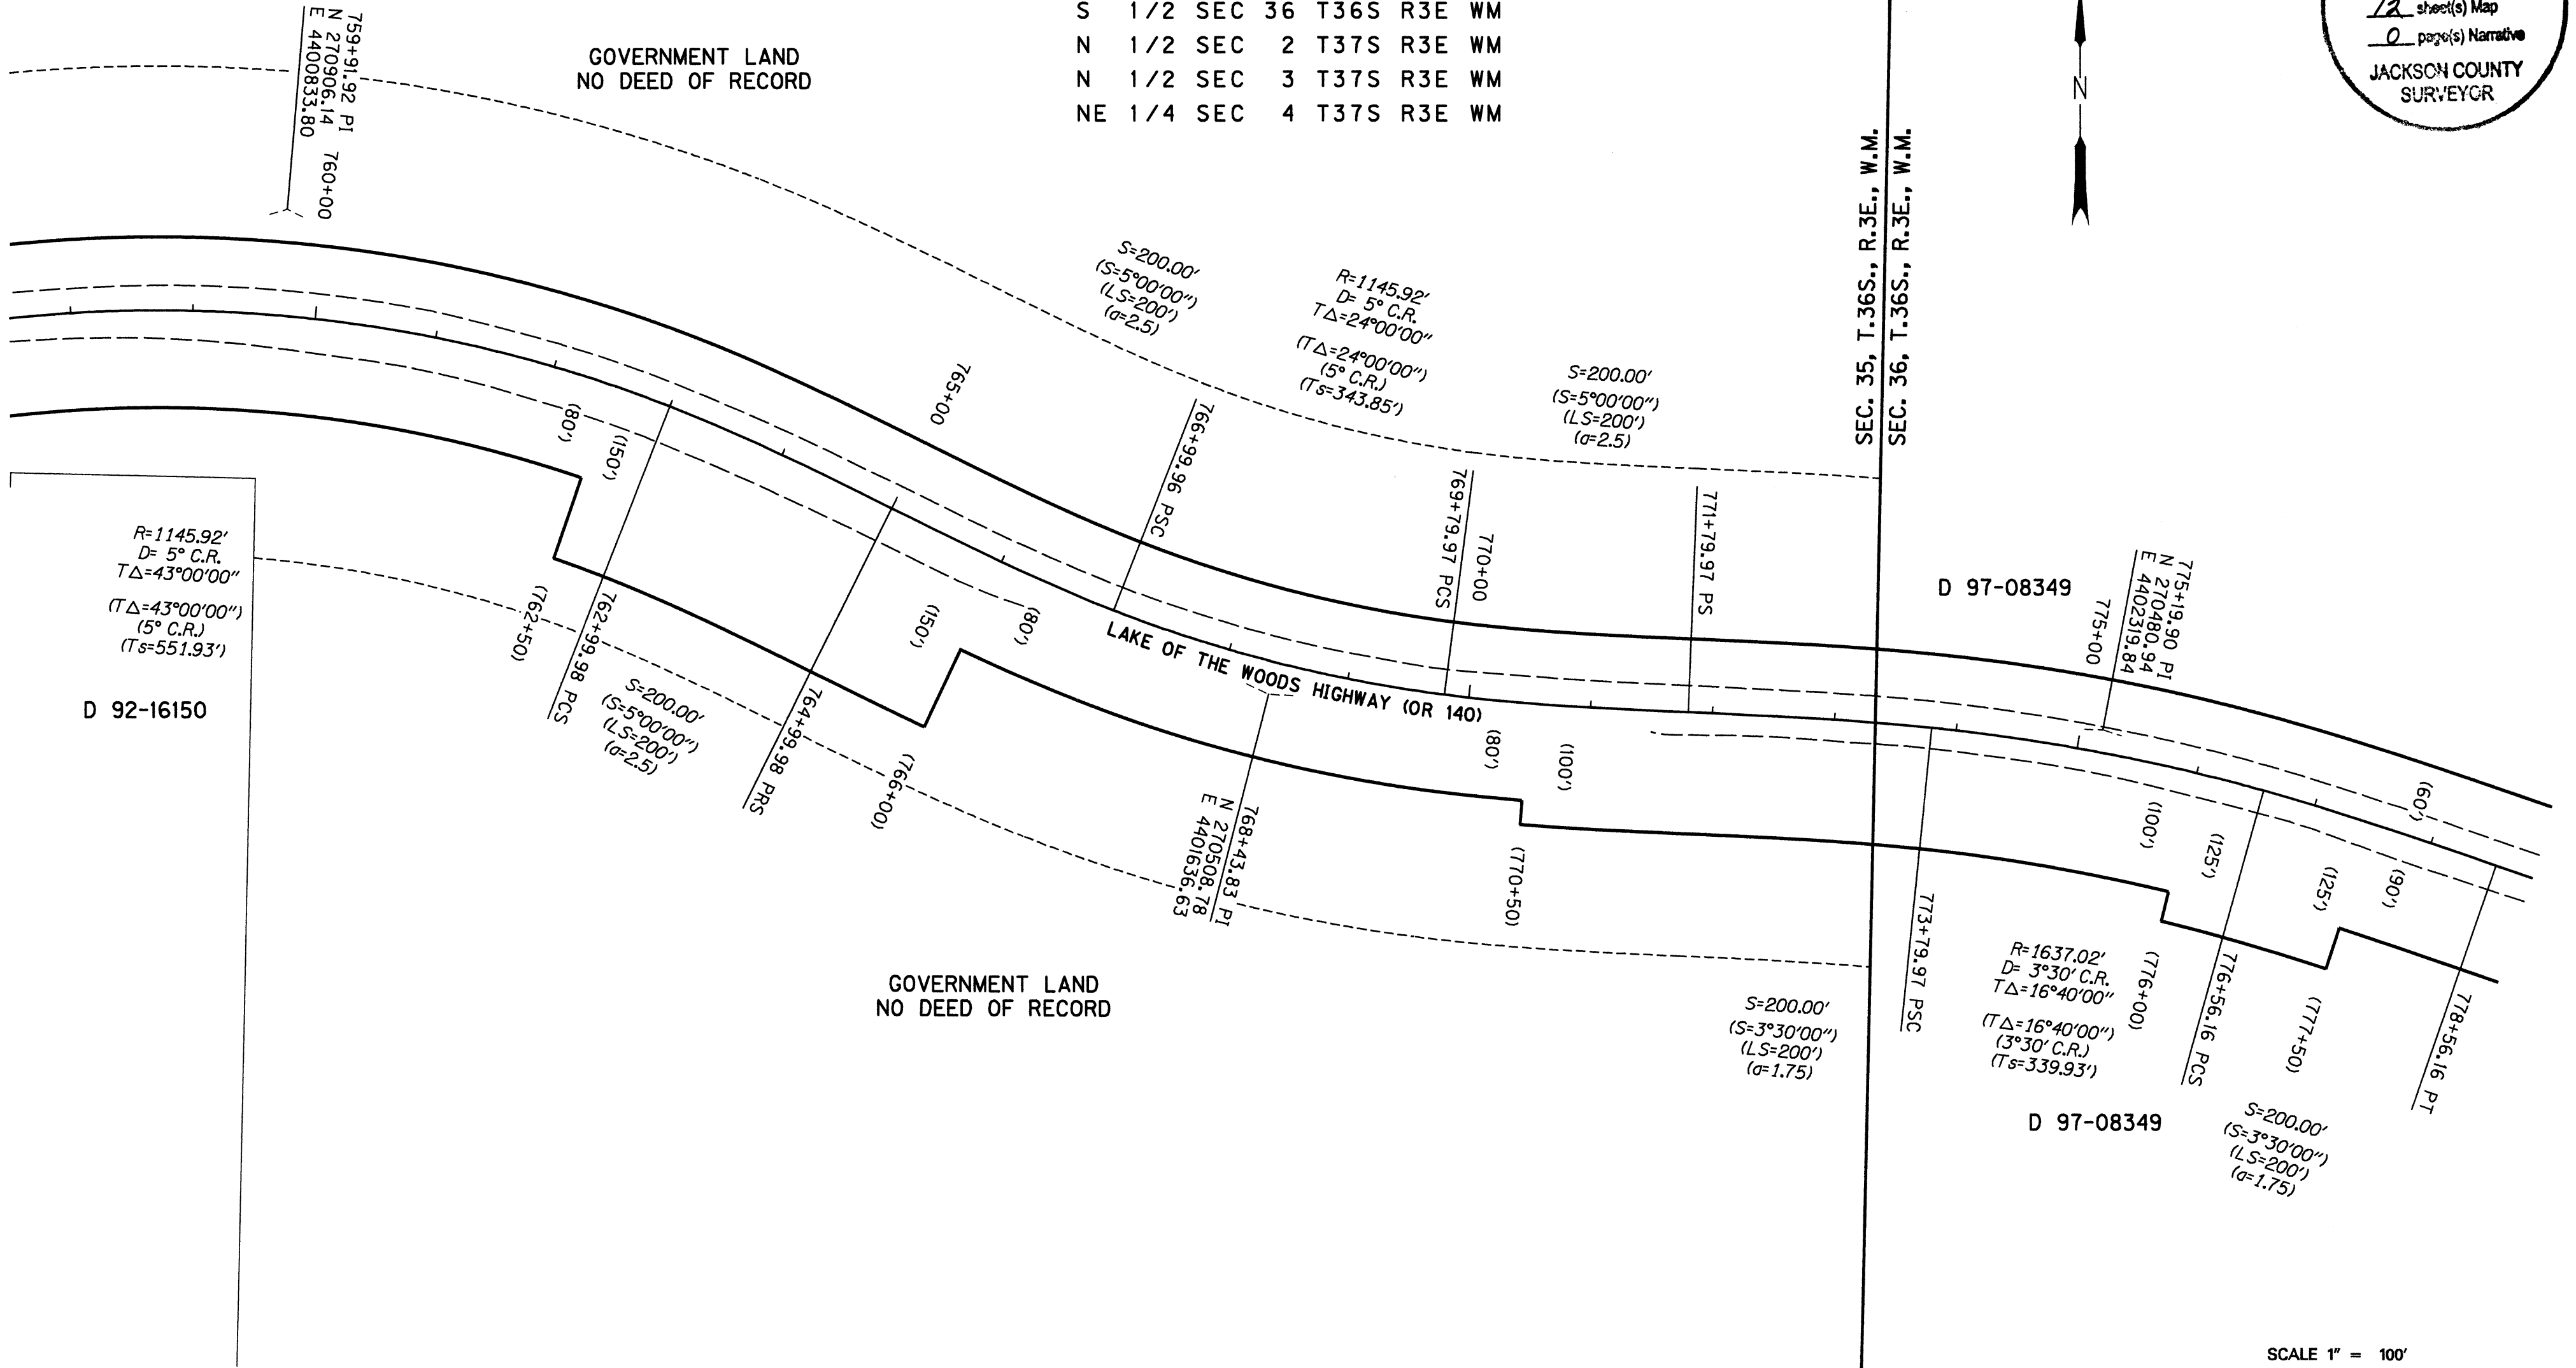 S 1/2 SEC 36 T36S R3E WM
N 1/2 SEC 2 T37S R3E WM
N 1/2 SEC 3 T37S R3E WM
NE 1/4 SEC 4 T37S R3E WM
12 sheet(s) Map
0 page(s) Narrative
JACKSON COUNTY
SURVEYOR
N
759+91.92 PI
N 270906.14
E 4400833.80
760+00
GOVERNMENT LAND
NO DEED OF RECORD
SEC. 35, T.36S., R.3E., W.M.
SEC. 36, T.36S., R.3E., W.M.
S=200.00'
(S=5°00'00")
(LS=200')
(a=2.5)
R=1145.92'
D= 5° C.R.
T△=24°00'00"
(T△=24°00'00")
(5° C.R.)
(Ts=343.85')
S=200.00'
(S=5°00'00")
(LS=200')
(a=2.5)
765+00
766+99.96 PSC
769+79.97 PCS
770+00
771+79.97 PS
(80')
(150')
R=1145.92'
D= 5° C.R.
T△=43°00'00"
(T△=43°00'00")
(5° C.R.)
(Ts=551.93')
D 92-16150
(762+50)
762+99.98 PCS
S=200.00'
(S=5°00'00")
(LS=200')
(a=2.5)
764+99.98 PRS
(150')
(80')
(766+00)
LAKE OF THE WOODS HIGHWAY (OR 140)
768+43.83 PI
N 270508.78
E 4401636.63
(80')
(100')
(770+50)
D 97-08349
775+00
775+19.90 PI
N 270480.94
E 4402319.84
(60')
(100')
(125')
(125')
(90')
773+79.97 PSC
R=1637.02'
D= 3°30' C.R.
T△=16°40'00"
(T△=16°40'00")
(3°30' C.R.)
(Ts=339.93')
(776+00)
776+56.16 PCS
(777+50)
778+56.16 PT
GOVERNMENT LAND
NO DEED OF RECORD
S=200.00'
(S=3°30'00")
(LS=200')
(a=1.75)
D 97-08349
S=200.00'
(S=3°30'00")
(LS=200')
(a=1.75)
SCALE 1" = 100'